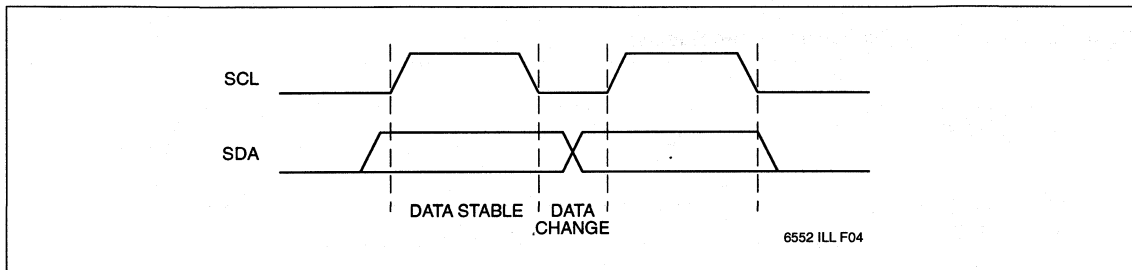 SCL
SDA
DATA STABLE
DATA
CHANGE
6552 ILL F04